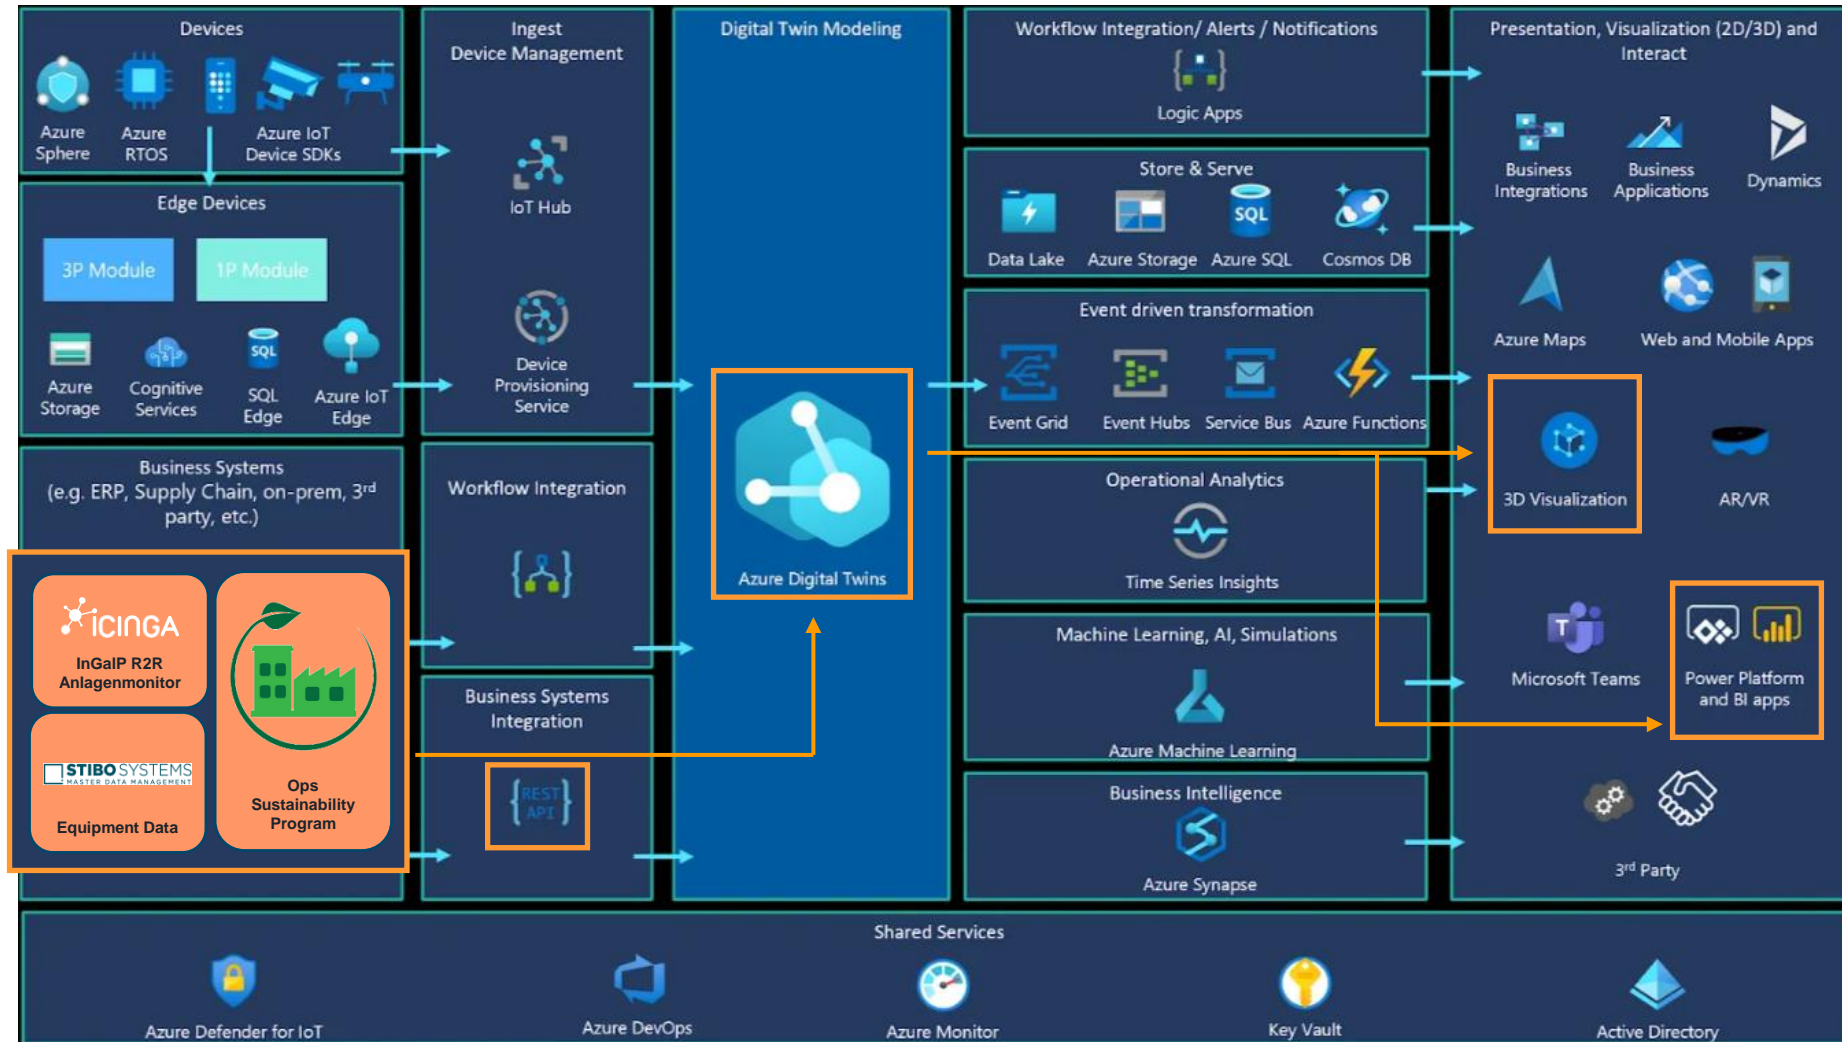 Devices
Azure
Sphere
Azure
RTOS
Azure IoT
Device SDKs
Edge Devices
3P Module
1P Module
Azure
Storage
Cognitive
Services
SQL
SQL
Edge
Azure IoT
Edge
Business Systems
(e.g. ERP, Supply Chain, on-prem, 3rd
party, etc.)
ICINGA
InGaIP R2R
Anlagenmonitor
STIBO SYSTEMS
MASTER DATA MANAGEMENT
Equipment Data
Ops
Sustainability
Program
Ingest
Device Management
IoT Hub
Device
Provisioning
Service
Workflow Integration
Business Systems
Integration
{REST
API}
Digital Twin Modeling
Azure Digital Twins
Workflow Integration/ Alerts / Notifications
Logic Apps
Store & Serve
SQL
Data Lake
Azure Storage
Azure SQL
Cosmos DB
Event driven transformation
Event Grid
Event Hubs
Service Bus
Azure Functions
Operational Analytics
Time Series Insights
Machine Learning, AI, Simulations
Azure Machine Learning
Business Intelligence
Azure Synapse
Presentation, Visualization (2D/3D) and
Interact
Business
Integrations
Business
Applications
Dynamics
Azure Maps
Web and Mobile Apps
3D Visualization
AR/VR
T
Microsoft Teams
Power Platform
and BI apps
3rd Party
Shared Services
Azure Defender for IoT
Azure DevOps
Azure Monitor
Key Vault
Active Directory